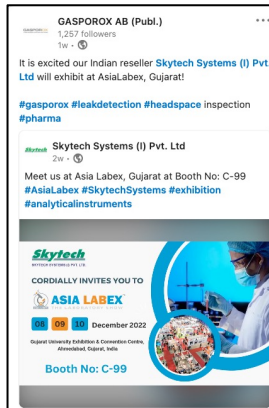 GASPOROX AB (Publ.)
1,257 followers
1w
It is excited our Indian reseller Skytech Systems (I) Pvt.
Ltd will exhibit at AsiaLabex, Gujarat!
#gasporox #leakdetection #headspace inspection
#pharma
Skytech Systems (I) Pvt. Ltd
2w
Meet us at Asia Labex, Gujarat at Booth No: C-99
#AsiaLabex #SkytechSystems #exhibition
#analyticalinstruments
Skytech
CORDIALLY INVITES YOU TO
ASIA LABEX
08 09 10 December 2022
Gujarat University Exhibition & Convention Centre,
Ahmedabad, Gujarat, India
Booth No: C-99